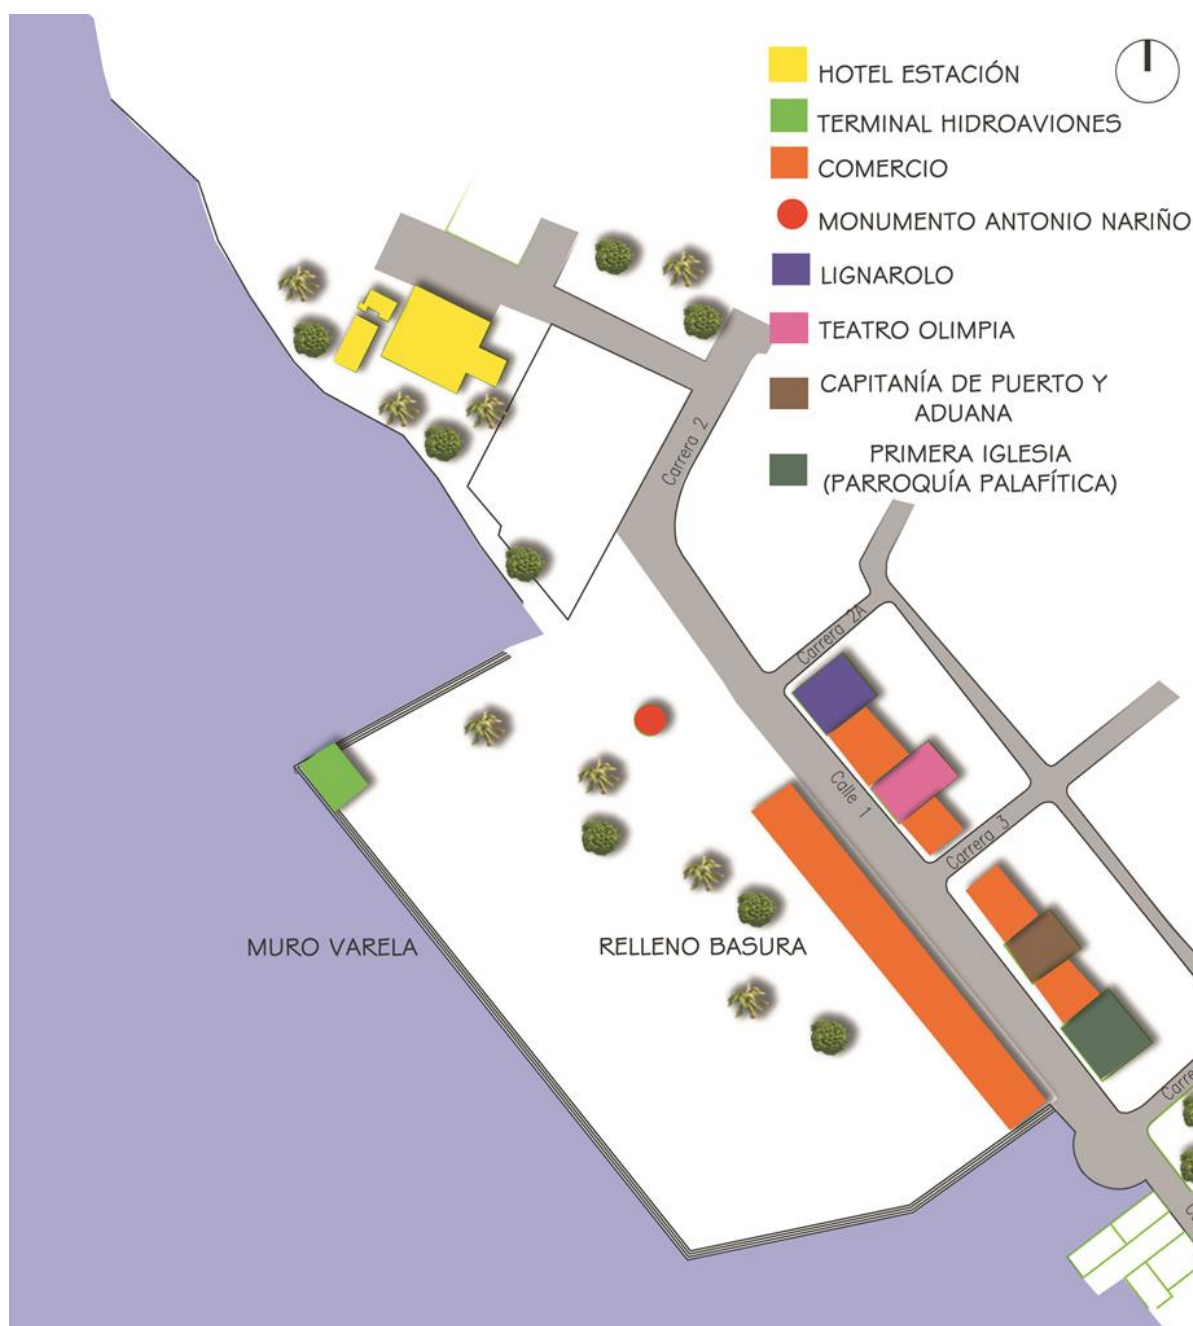 HOTEL ESTACIÓN
TERMINAL HIDROAVIONES
COMERCIO
MONUMENTO ANTONIO NARIÑO
LIGNAROLO
TEATRO OLIMPIA
CAPITANÍA DE PUERTO Y
ADUANA
PRIMERA IGLESIA
(PARROQUÍA PALAFÍTICA)
Carrera 2
Carrera 2A
Calle 1
Carrera 3
MURO VARELA
RELLENO BASURA